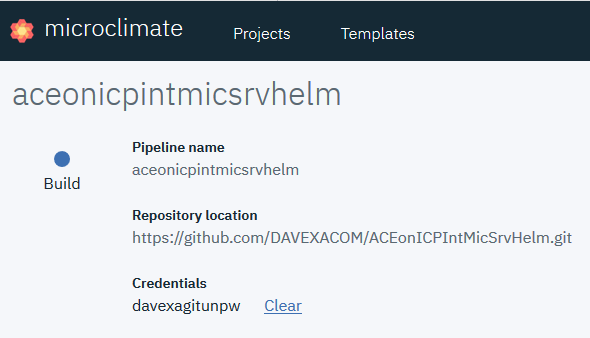 microclimate Projects Templates
aceonicpintmicsrvhelm
Build
Pipeline name
aceonicpintmicsrvhelm
Repository location
https://github.com/DAVEXACOM/ACEonICPIntMicSrvHelm.git
Credentials
davexagitunpw Clear